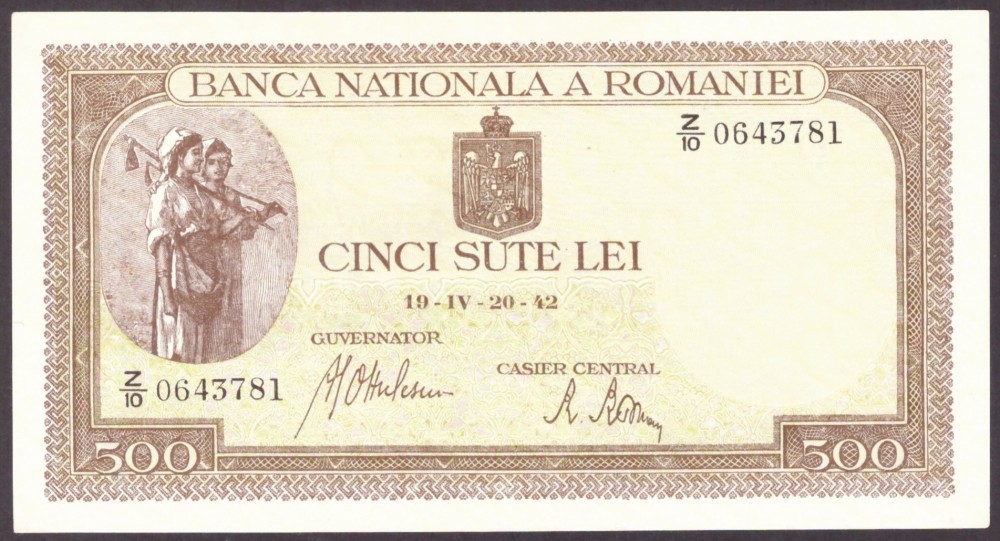 BANCA NATIONALA A ROMANIEI
Z/10 0643781
CINCI SUTE LEI
19 - IV - 20 - 42
GUVERNATOR
CASIER CENTRAL
Z/10 0643781
500 500